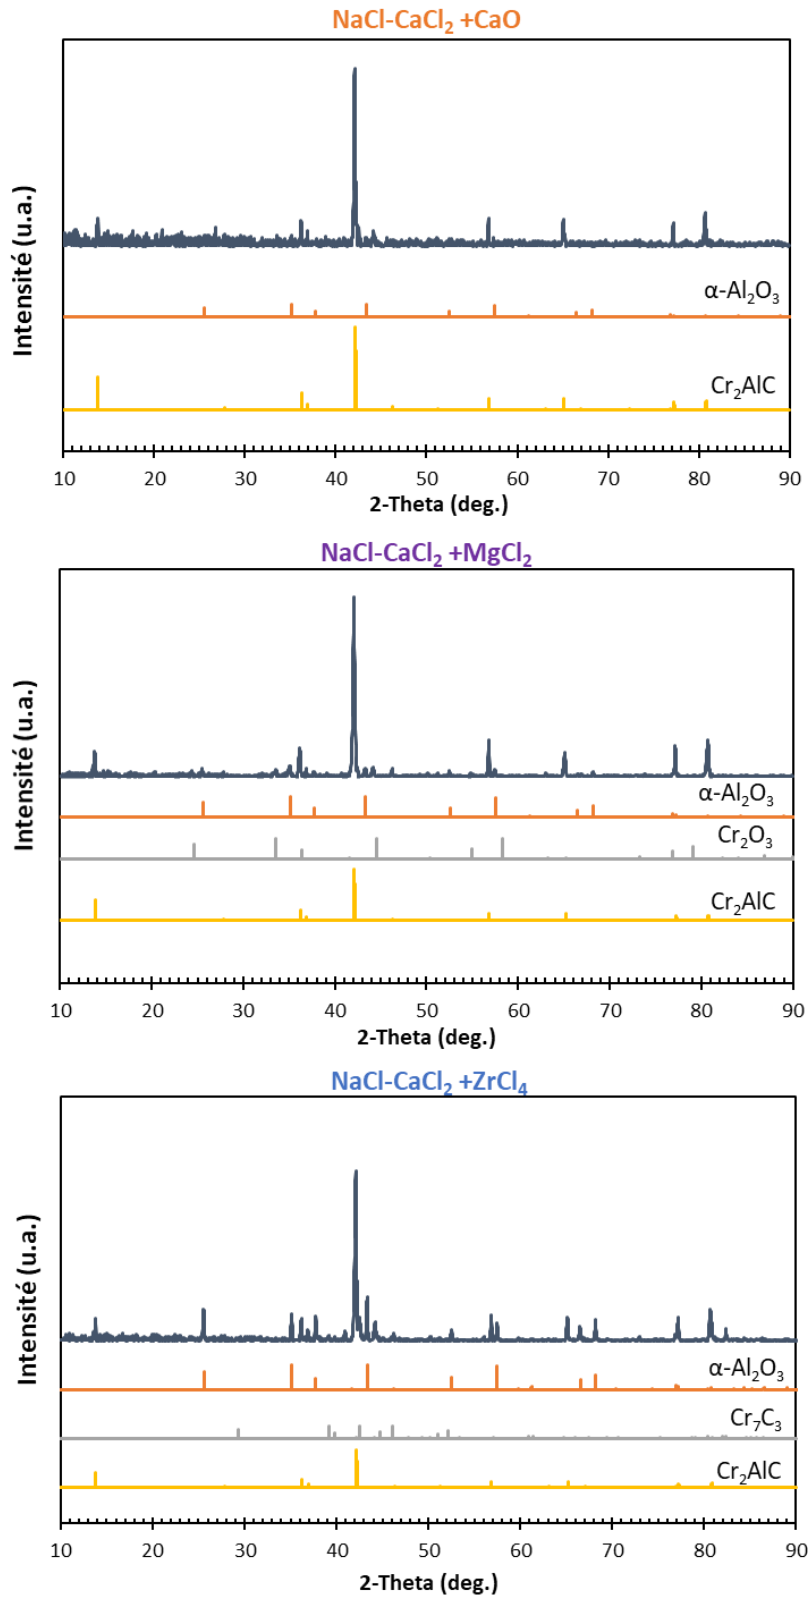 NaCl-CaCl₂ +CaO
Intensité (u.a.)
α-Al₂O₃
Cr₂AlC
10 20 30 40 50 60 70 80 90
2-Theta (deg.)
NaCl-CaCl₂ +MgCl₂
Intensité (u.a.)
α-Al₂O₃
Cr₂O₃
Cr₂AlC
10 20 30 40 50 60 70 80 90
2-Theta (deg.)
NaCl-CaCl₂ +ZrCl₄
Intensité (u.a.)
α-Al₂O₃
Cr₇C₃
Cr₂AlC
10 20 30 40 50 60 70 80 90
2-Theta (deg.)